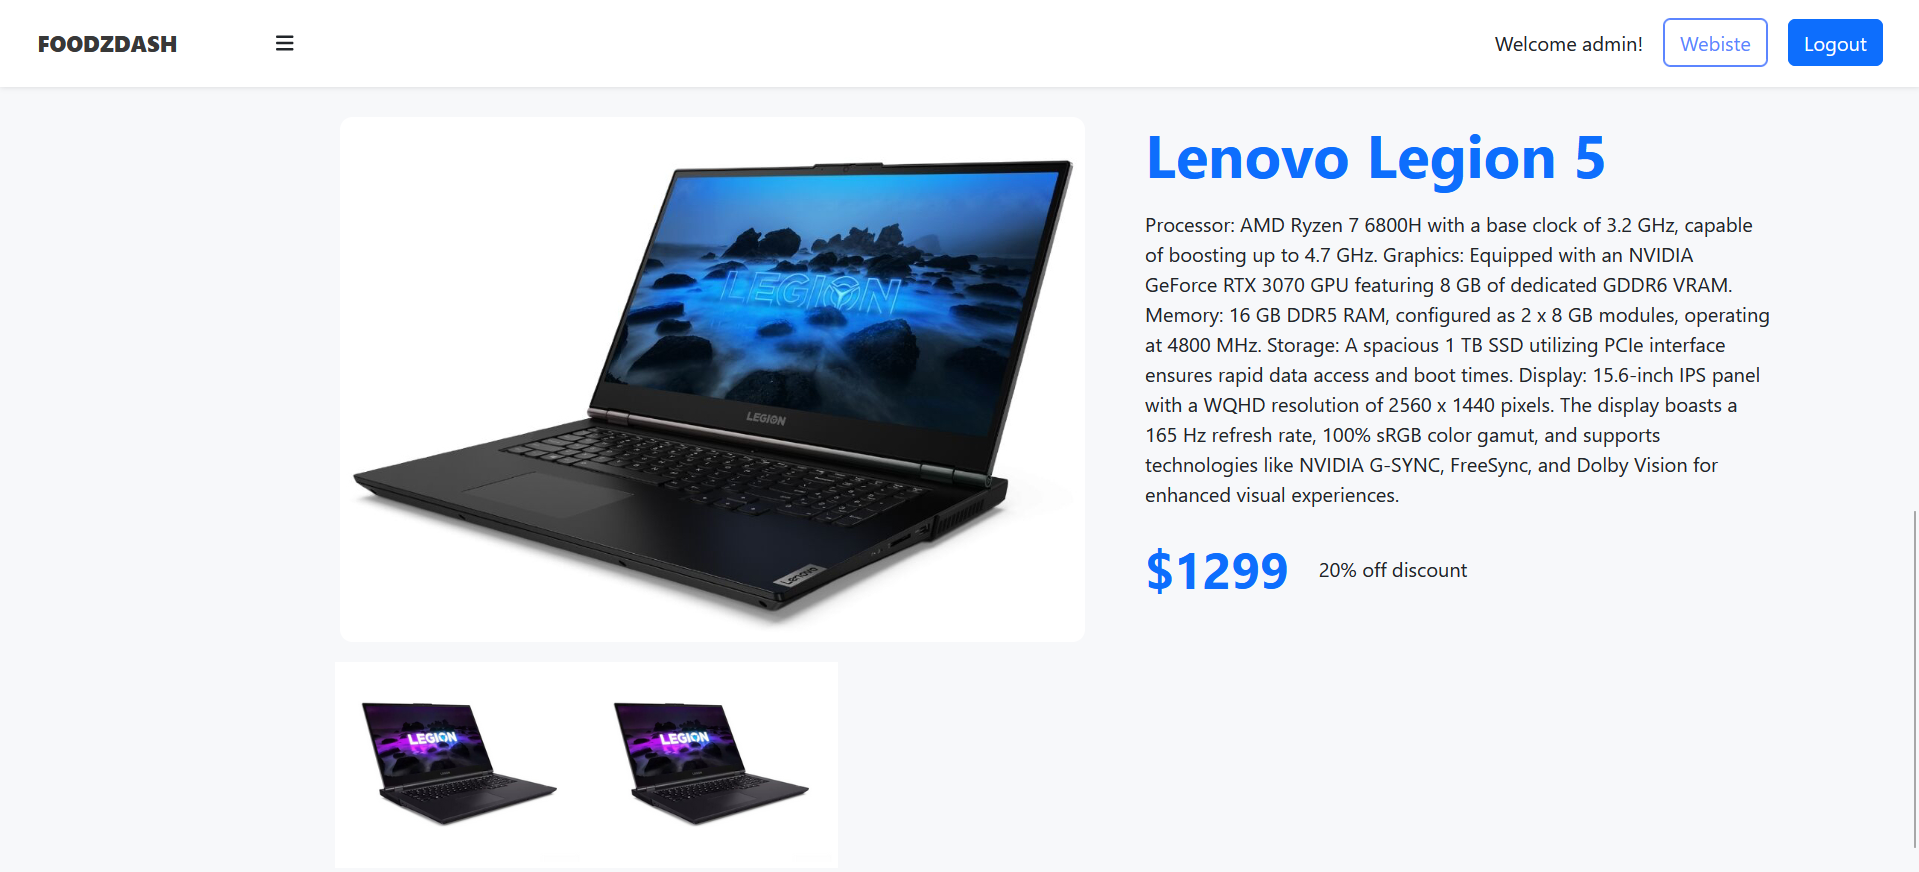 FOODZDASH
Welcome admin!
Webiste
Logout
LEGION
LEGION
Lenovo
Lenovo Legion 5
Processor: AMD Ryzen 7 6800H with a base clock of 3.2 GHz, capable
of boosting up to 4.7 GHz. Graphics: Equipped with an NVIDIA
GeForce RTX 3070 GPU featuring 8 GB of dedicated GDDR6 VRAM.
Memory: 16 GB DDR5 RAM, configured as 2 x 8 GB modules, operating
at 4800 MHz. Storage: A spacious 1 TB SSD utilizing PCIe interface
ensures rapid data access and boot times. Display: 15.6-inch IPS panel
with a WQHD resolution of 2560 x 1440 pixels. The display boasts a
165 Hz refresh rate, 100% sRGB color gamut, and supports
technologies like NVIDIA G-SYNC, FreeSync, and Dolby Vision for
enhanced visual experiences.
$1299
20% off discount
LEGION
LEGION